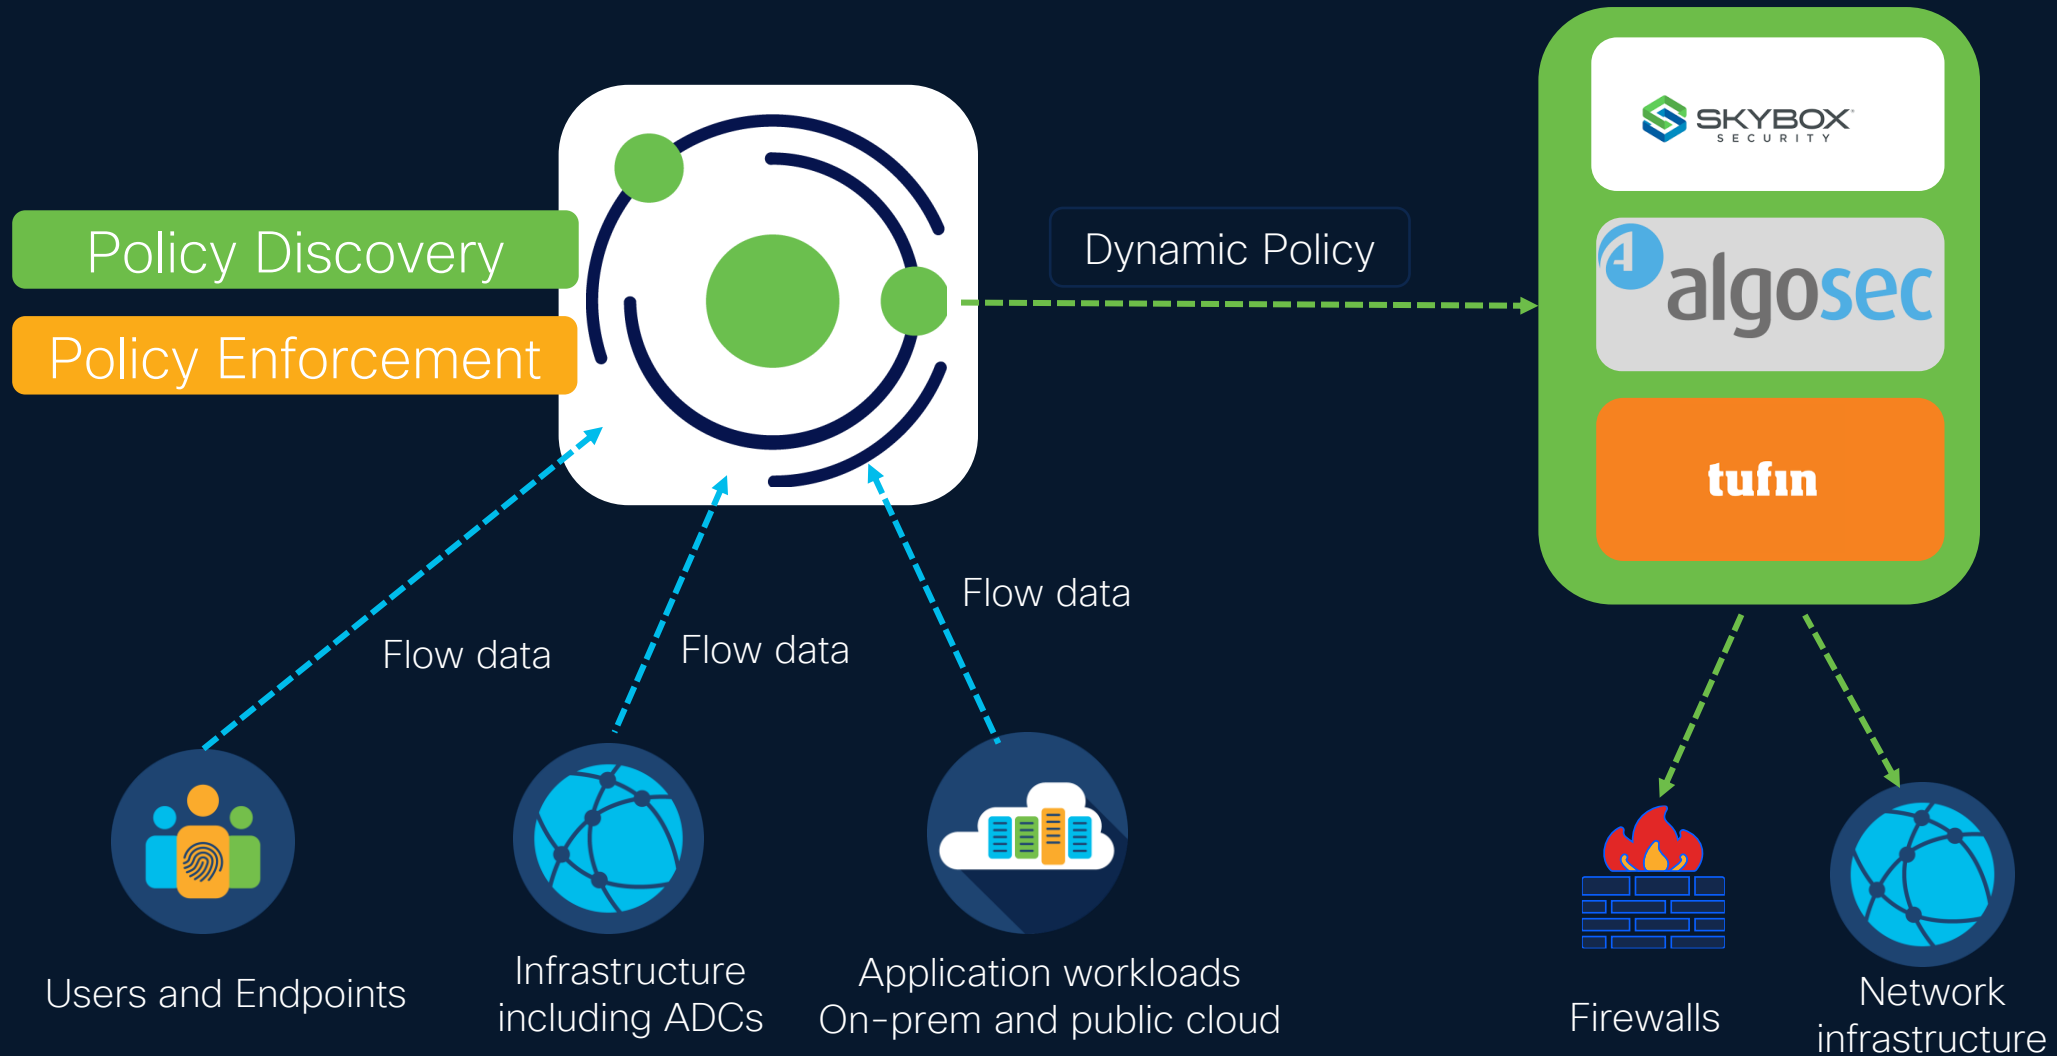 SKYBOX
SECURITY
Policy Discovery
Dynamic Policy
algosec
Policy Enforcement
tufin
Flow data
Flow data
Flow data
Users and Endpoints
Infrastructure
including ADCs
Application workloads
On-prem and public cloud
Firewalls
Network
infrastructure